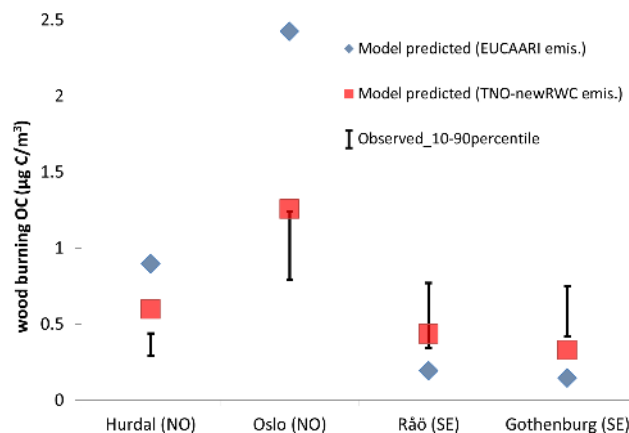 2.5
2
1.5
1
0.5
0
wood burning OC (µg C/m³)
Model predicted (EUCAARI emis.)
Model predicted (TNO-newRWC emis.)
Observed_10-90percentile
Hurdal (NO)
Oslo (NO)
Råö (SE)
Gothenburg (SE)